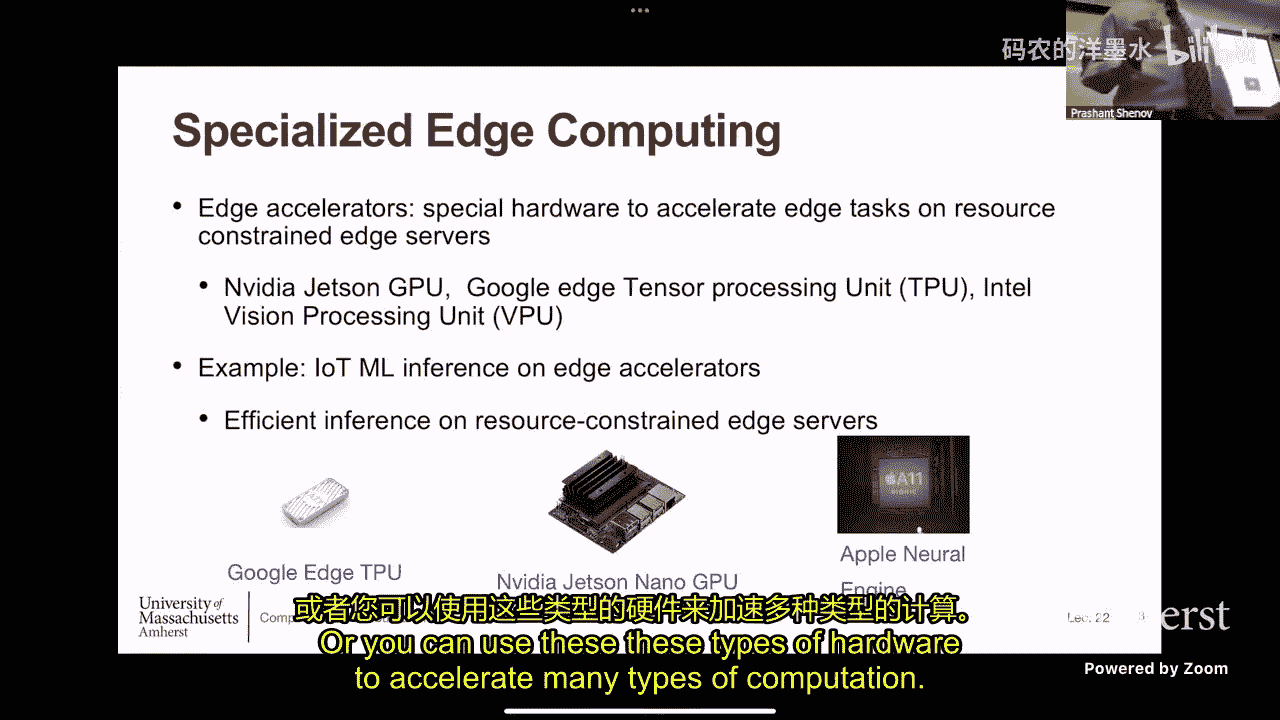 码农的洋墨水
Prashant Shenoy
Specialized Edge Computing
• Edge accelerators: special hardware to accelerate edge tasks on resource
constrained edge servers
• Nvidia Jetson GPU, Google edge Tensor processing Unit (TPU), Intel
Vision Processing Unit (VPU)
• Example: IoT ML inference on edge accelerators
• Efficient inference on resource-constrained edge servers
A11
Google Edge TPU
Nvidia Jetson Nano GPU
Apple Neural
Engine
University of
Massachusetts
Amherst
Lec. 22
或者您可以使用这些类型的硬件来加速多种类型的计算。
Or you can use these these types of hardware
to accelerate many types of computation.
Powered by Zoom